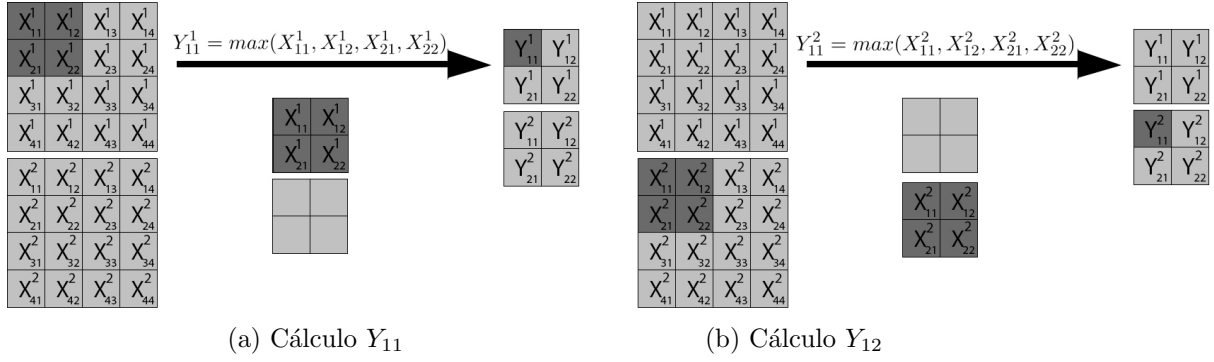 X¹₁₁ X¹₁₂ X¹₁₃ X¹₁₄
X¹₂₁ X¹₂₂ X¹₂₃ X¹₂₄
X¹₃₁ X¹₃₂ X¹₃₃ X¹₃₄
X¹₄₁ X¹₄₂ X¹₄₃ X¹₄₄
X²₁₁ X²₁₂ X²₁₃ X²₁₄
X²₂₁ X²₂₂ X²₂₃ X²₂₄
X²₃₁ X²₃₂ X²₃₃ X²₃₄
X²₄₁ X²₄₂ X²₄₃ X²₄₄
Y¹₁₁ = max(X¹₁₁, X¹₁₂, X¹₂₁, X¹₂₂)
X¹₁₁ X¹₁₂
X¹₂₁ X¹₂₂
Y¹₁₁ Y¹₁₂
Y¹₂₁ Y¹₂₂
Y²₁₁ Y²₁₂
Y²₂₁ Y²₂₂
(a) Cálculo Y₁₁
X¹₁₁ X¹₁₂ X¹₁₃ X¹₁₄
X¹₂₁ X¹₂₂ X¹₂₃ X¹₂₄
X¹₃₁ X¹₃₂ X¹₃₃ X¹₃₄
X¹₄₁ X¹₄₂ X¹₄₃ X¹₄₄
X²₁₁ X²₁₂ X²₁₃ X²₁₄
X²₂₁ X²₂₂ X²₂₃ X²₂₄
X²₃₁ X²₃₂ X²₃₃ X²₃₄
X²₄₁ X²₄₂ X²₄₃ X²₄₄
Y²₁₁ = max(X²₁₁, X²₁₂, X²₂₁, X²₂₂)
X²₁₁ X²₁₂
X²₂₁ X²₂₂
Y¹₁₁ Y¹₁₂
Y¹₂₁ Y¹₂₂
Y²₁₁ Y²₁₂
Y²₂₁ Y²₂₂
(b) Cálculo Y₁₂